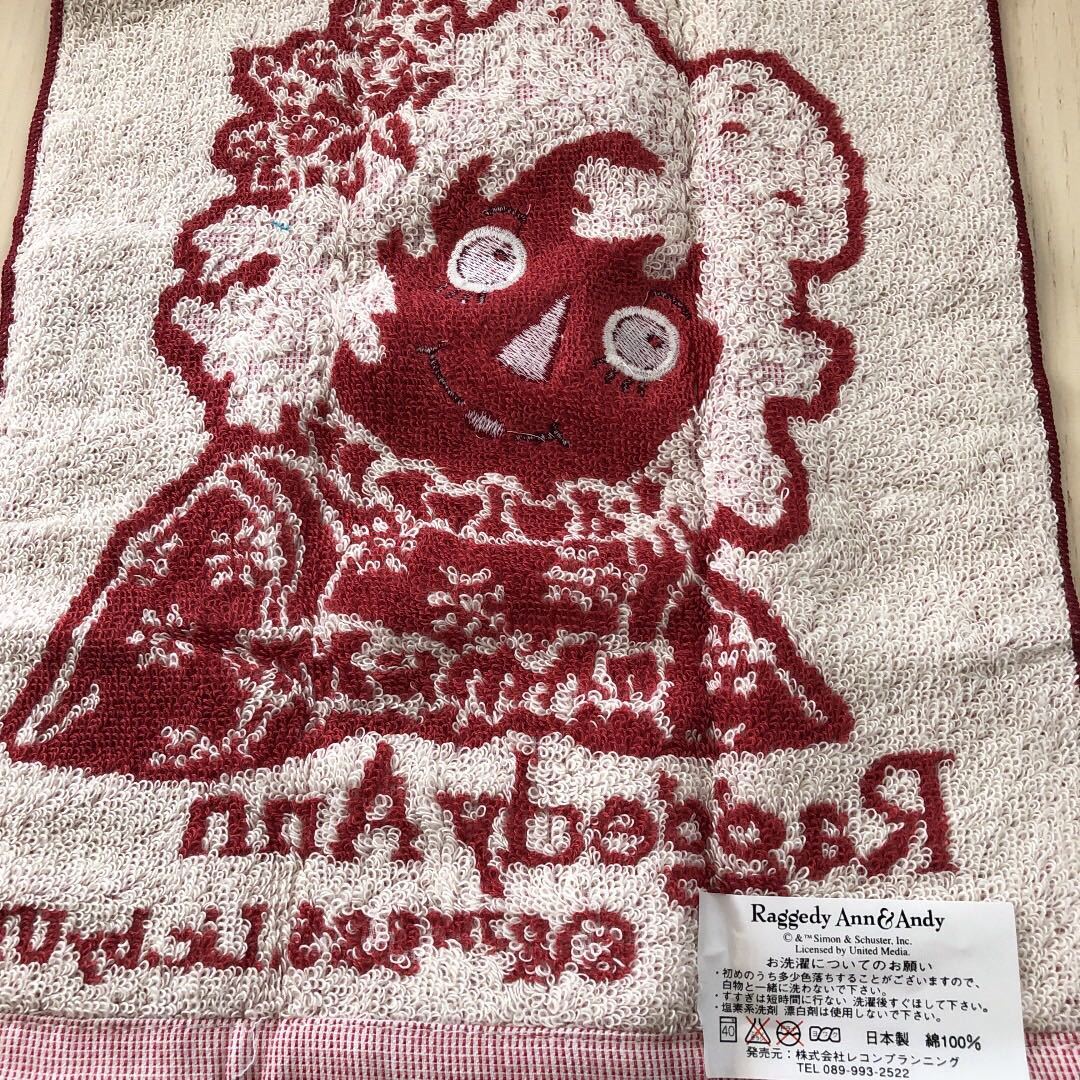 Raggedy Ann
Raggedy Ann & Andy
© & ™ Simon & Schuster, Inc.
Licensed by United Media.
お洗濯についてのお願い
・初めのうち多少色落ちすることがございますので、
白物と一緒に洗わないで下さい。
・すすぎは短時間に行ない 洗濯後すぐほして下さい。
・塩素系洗剤 漂白剤は使用しないで下さい。
40 日本製 綿100%
発売元：株式会社レコンプランニング
TEL 089-993-2522